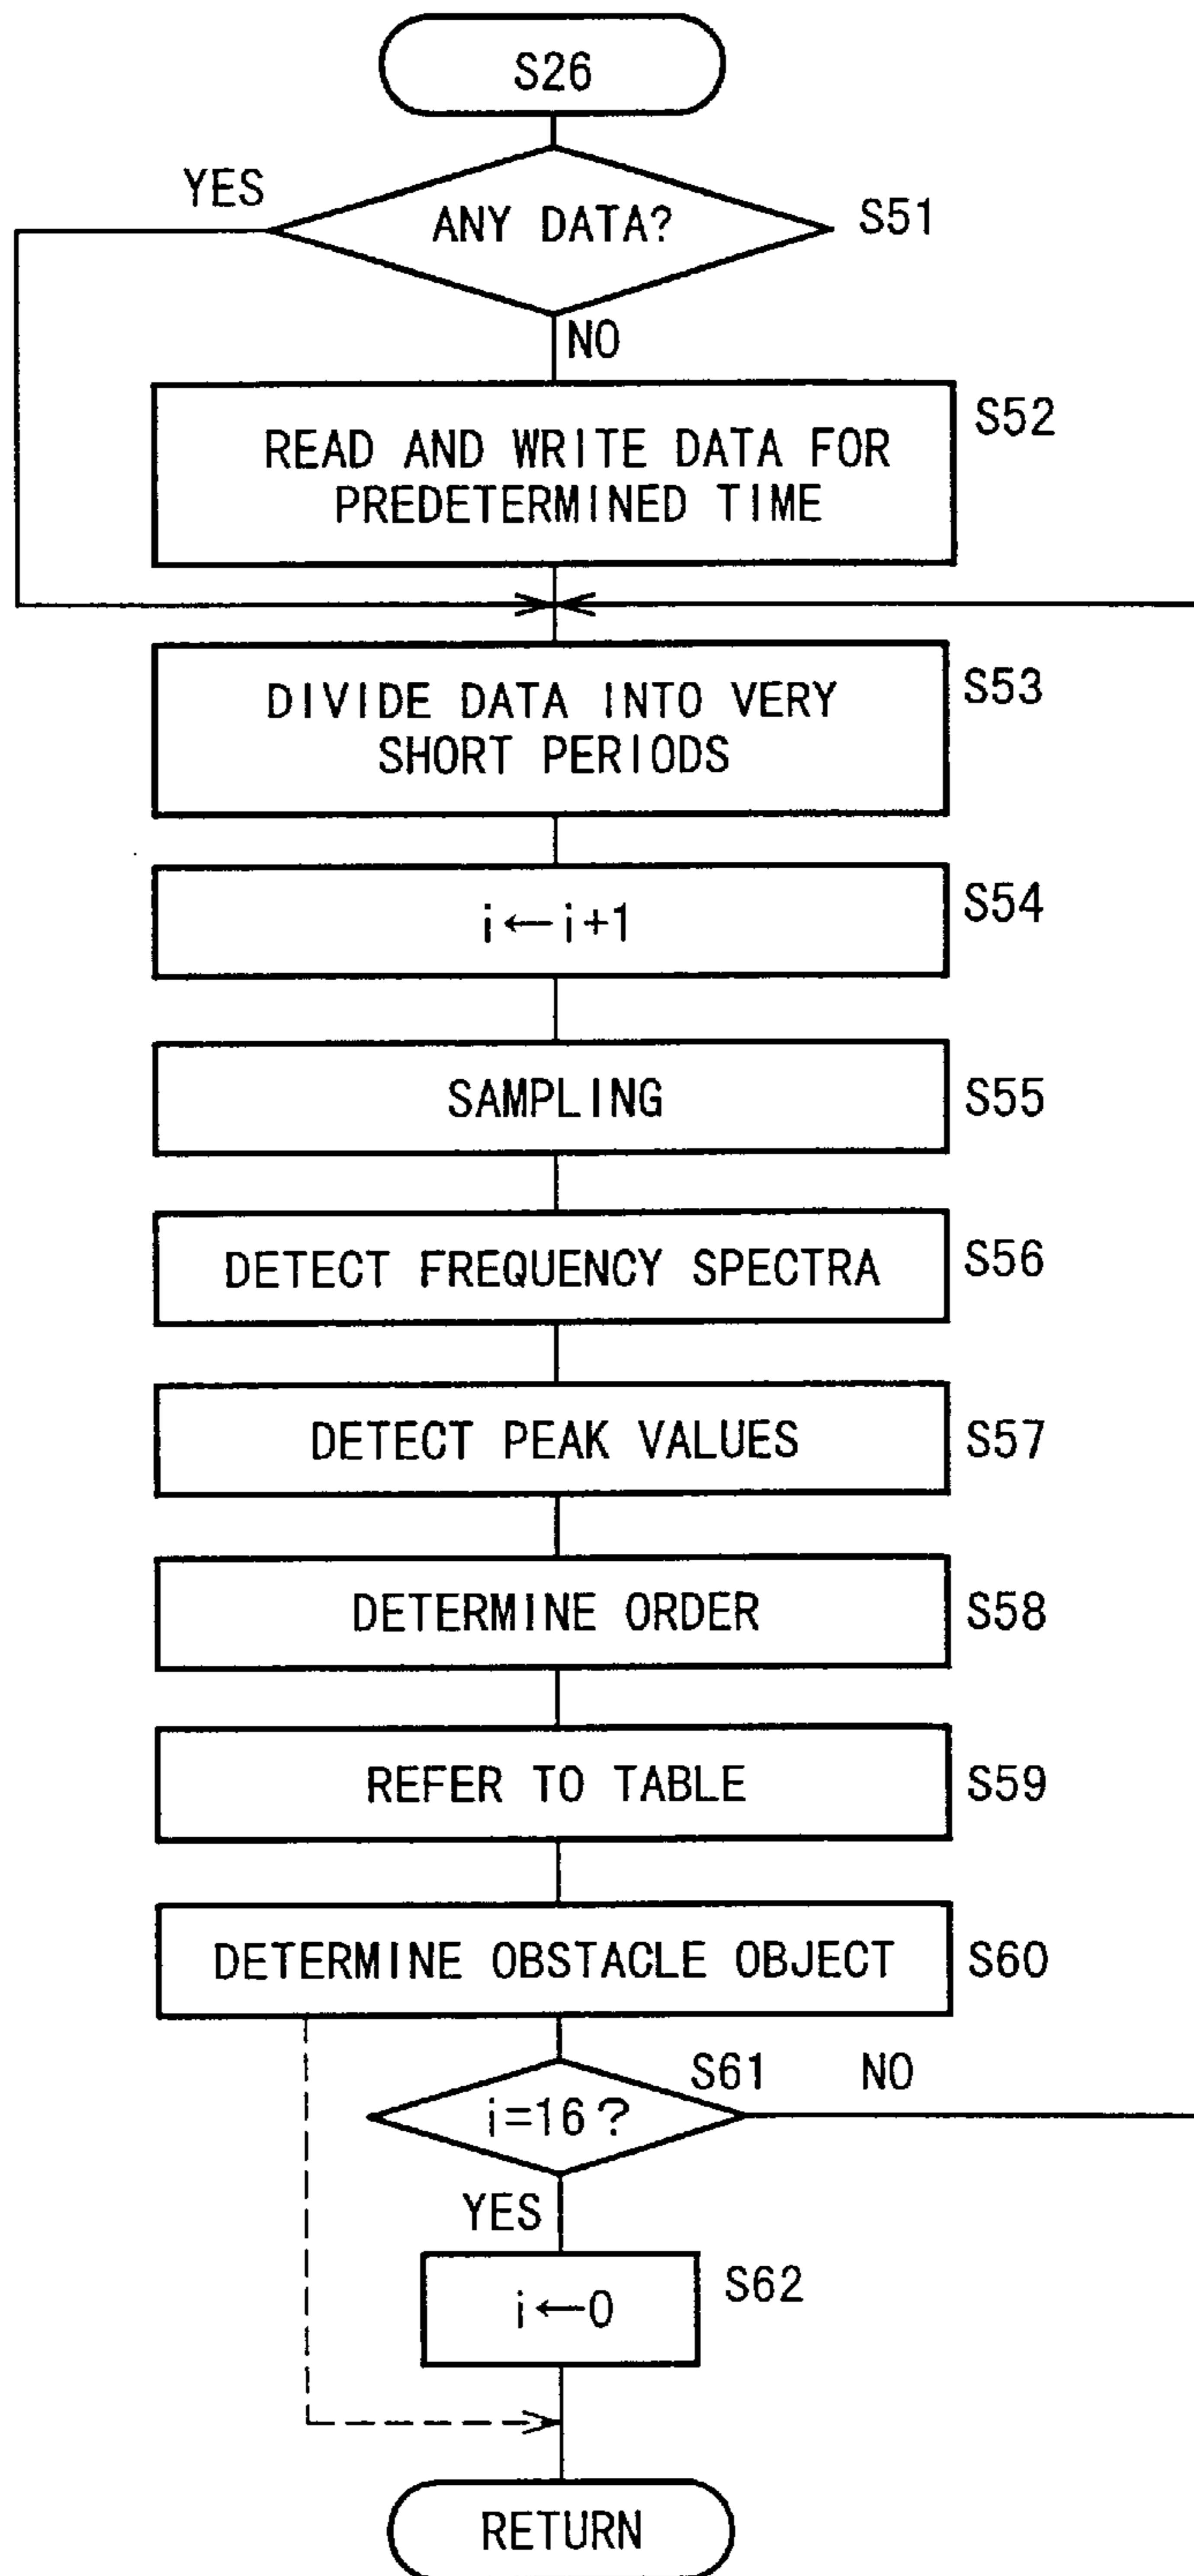 S26
YES
ANY DATA?
S51
NO
READ AND WRITE DATA FOR
PREDETERMINED TIME
S52
DIVIDE DATA INTO VERY
SHORT PERIODS
S53
i←i+1
S54
SAMPLING
S55
DETECT FREQUENCY SPECTRA
S56
DETECT PEAK VALUES
S57
DETERMINE ORDER
S58
REFER TO TABLE
S59
DETERMINE OBSTACLE OBJECT
S60
i=16?
S61
NO
YES
i←0
S62
RETURN